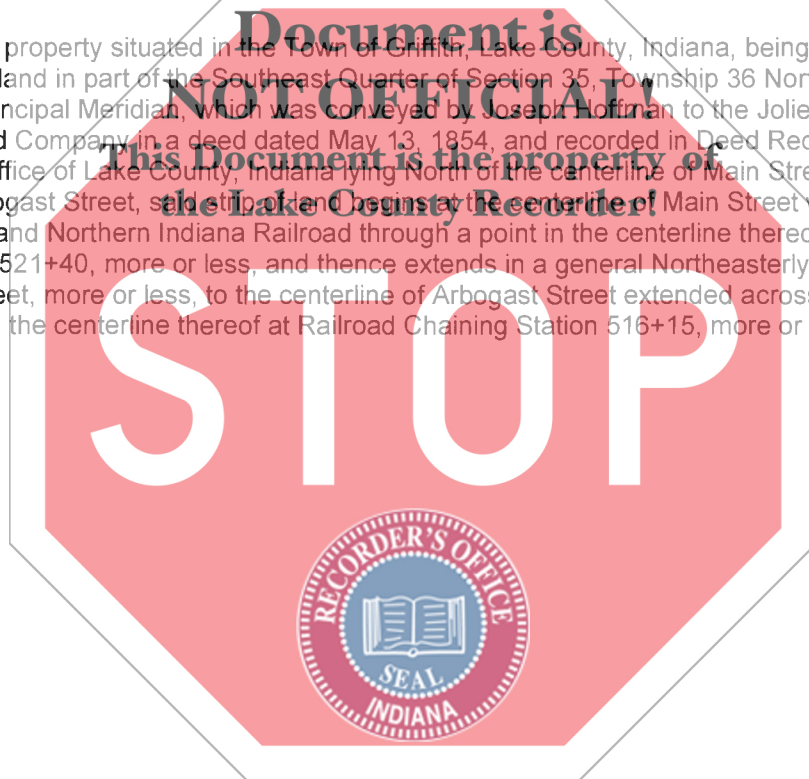 Document is
property situated in the Town of Griffith, Lake County, Indiana, being
land in part of the Southeast Quarter of Section 35, Township 36 Nor
NOT OFFICIAL!
ncipal Meridian, which was conveyed by Joseph Hoffman to the Jolie
d Company in a deed dated May 13, 1854, and recorded in Deed Rec
This Document is the property of
ffice of Lake County, Indiana lying North of the centerline of Main Stre
the Lake County Recorder!
ogast Street, said strip of land begins at the centerline of Main Street
and Northern Indiana Railroad through a point in the centerline thereo
521+40, more or less, and thence extends in a general Northeasterly
eet, more or less, to the centerline of Arbogast Street extended across
the centerline thereof at Railroad Chaining Station 516+15, more or
STOP
RECORDER'S OFFICE
SEAL
INDIANA